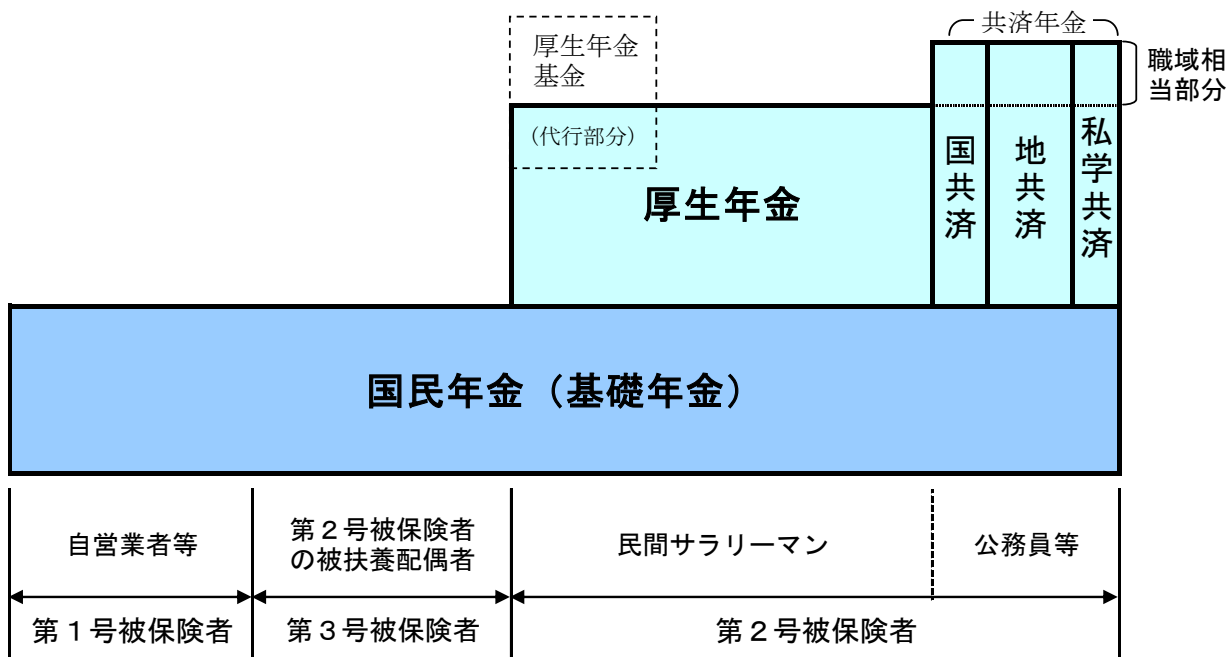 共済年金
厚生年金
基金
職域相
当部分
(代行部分)
厚生年金
国共済
地共済
私学共済
国民年金（基礎年金）
自営業者等
第２号被保険者
の被扶養配偶者
民間サラリーマン
公務員等
第１号被保険者
第３号被保険者
第２号被保険者